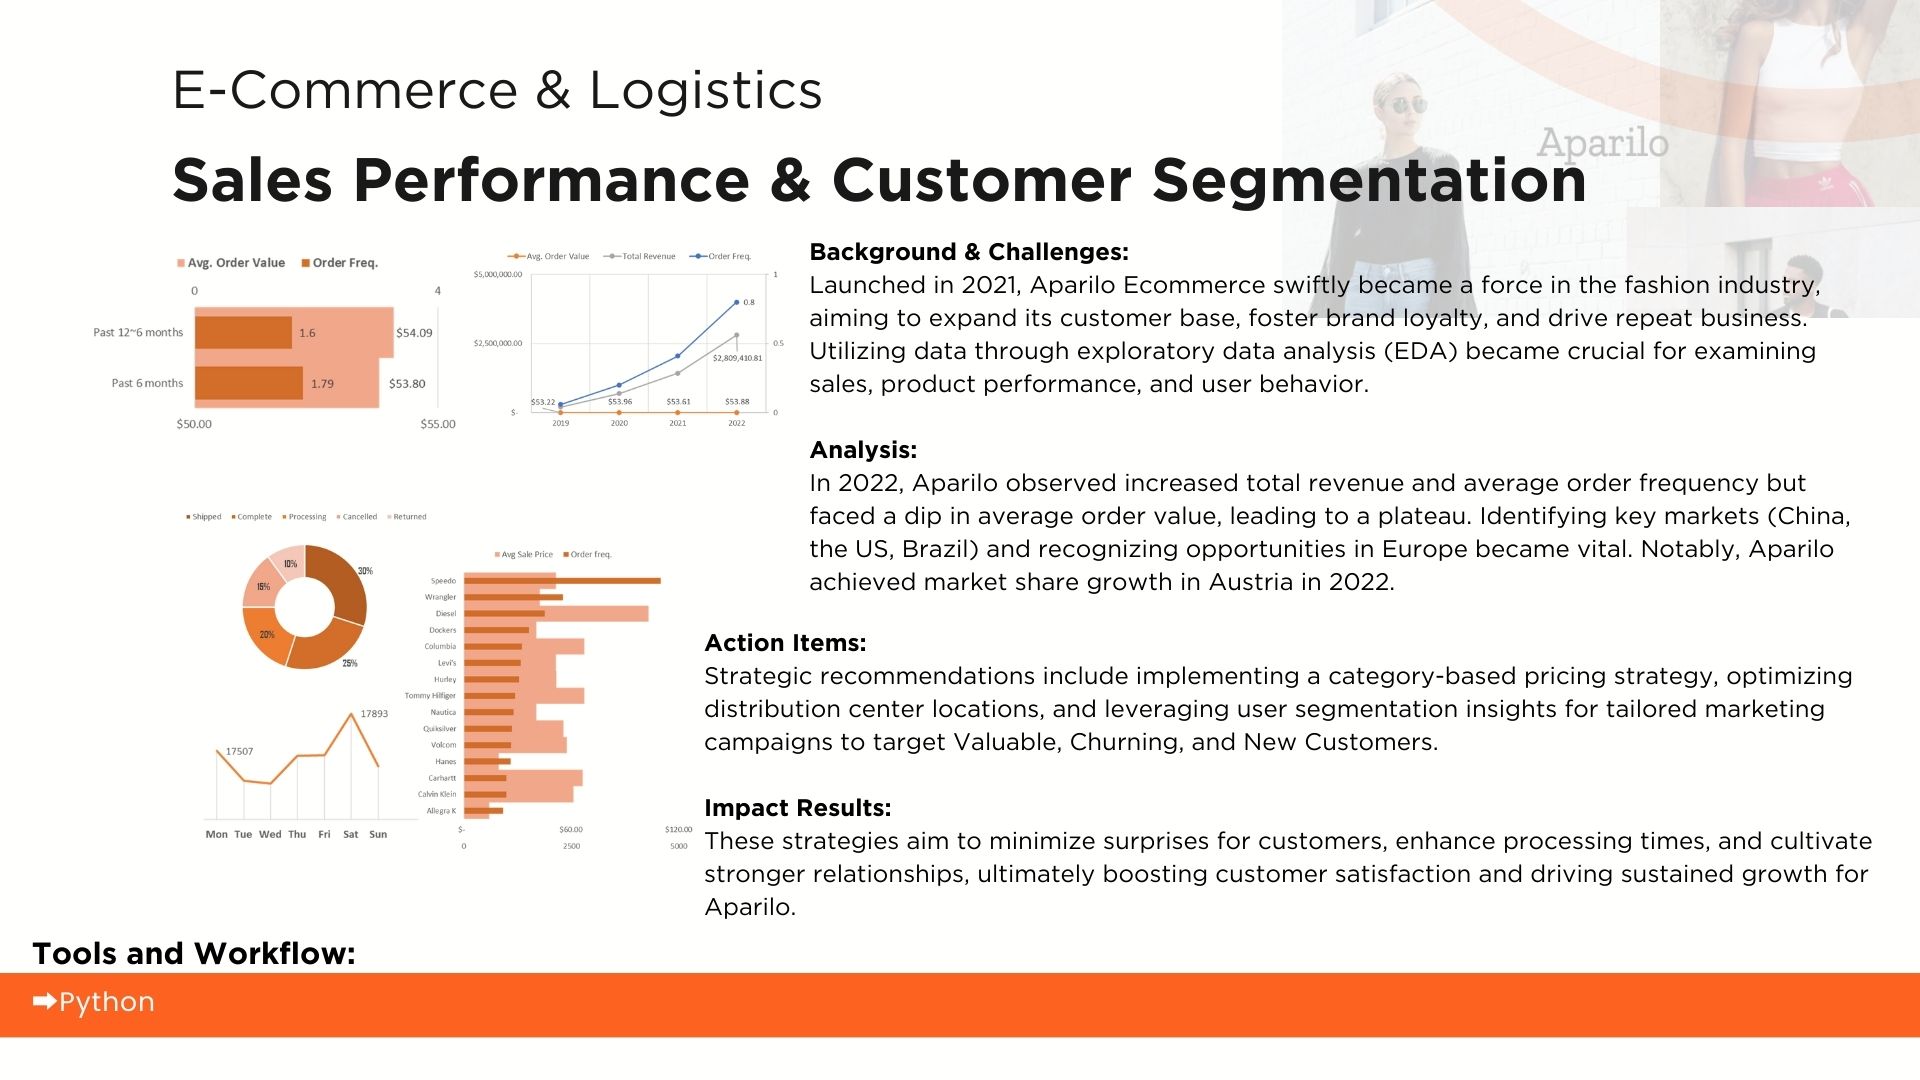 E-Commerce & Logistics
Aparilo
Sales Performance & Customer Segmentation
Avg. Order Value Order Freq.
0 4
Past 12~6 months 1.6 $54.09
Past 6 months 1.79 $53.80
$50.00 $55.00
Avg. Order Value Total Revenue Order Freq.
$5,000,000.00 1
0.8
$2,500,000.00 0.5
$2,809,410.81
$53.22 $53.96 $53.61 $53.88
$- 0
2019 2020 2021 2022
Background & Challenges:
Launched in 2021, Aparilo Ecommerce swiftly became a force in the fashion industry,
aiming to expand its customer base, foster brand loyalty, and drive repeat business.
Utilizing data through exploratory data analysis (EDA) became crucial for examining
sales, product performance, and user behavior.
Analysis:
In 2022, Aparilo observed increased total revenue and average order frequency but
faced a dip in average order value, leading to a plateau. Identifying key markets (China,
the US, Brazil) and recognizing opportunities in Europe became vital. Notably, Aparilo
achieved market share growth in Austria in 2022.
Shipped Complete Processing Cancelled Returned
10%
30%
15%
20%
25%
17893
17507
Mon Tue Wed Thu Fri Sat Sun
Avg Sale Price Order freq.
Speedo
Wrangler
Diesel
Dockers
Columbia
Levi's
Hurley
Tommy Hilfiger
Nautica
Quiksilver
Volcom
Hanes
Carhartt
Calvin Klein
Allegra K
$- $60.00 $120.00
0 2500 5000
Action Items:
Strategic recommendations include implementing a category-based pricing strategy, optimizing
distribution center locations, and leveraging user segmentation insights for tailored marketing
campaigns to target Valuable, Churning, and New Customers.
Impact Results:
These strategies aim to minimize surprises for customers, enhance processing times, and cultivate
stronger relationships, ultimately boosting customer satisfaction and driving sustained growth for
Aparilo.
Tools and Workflow:
➡Python